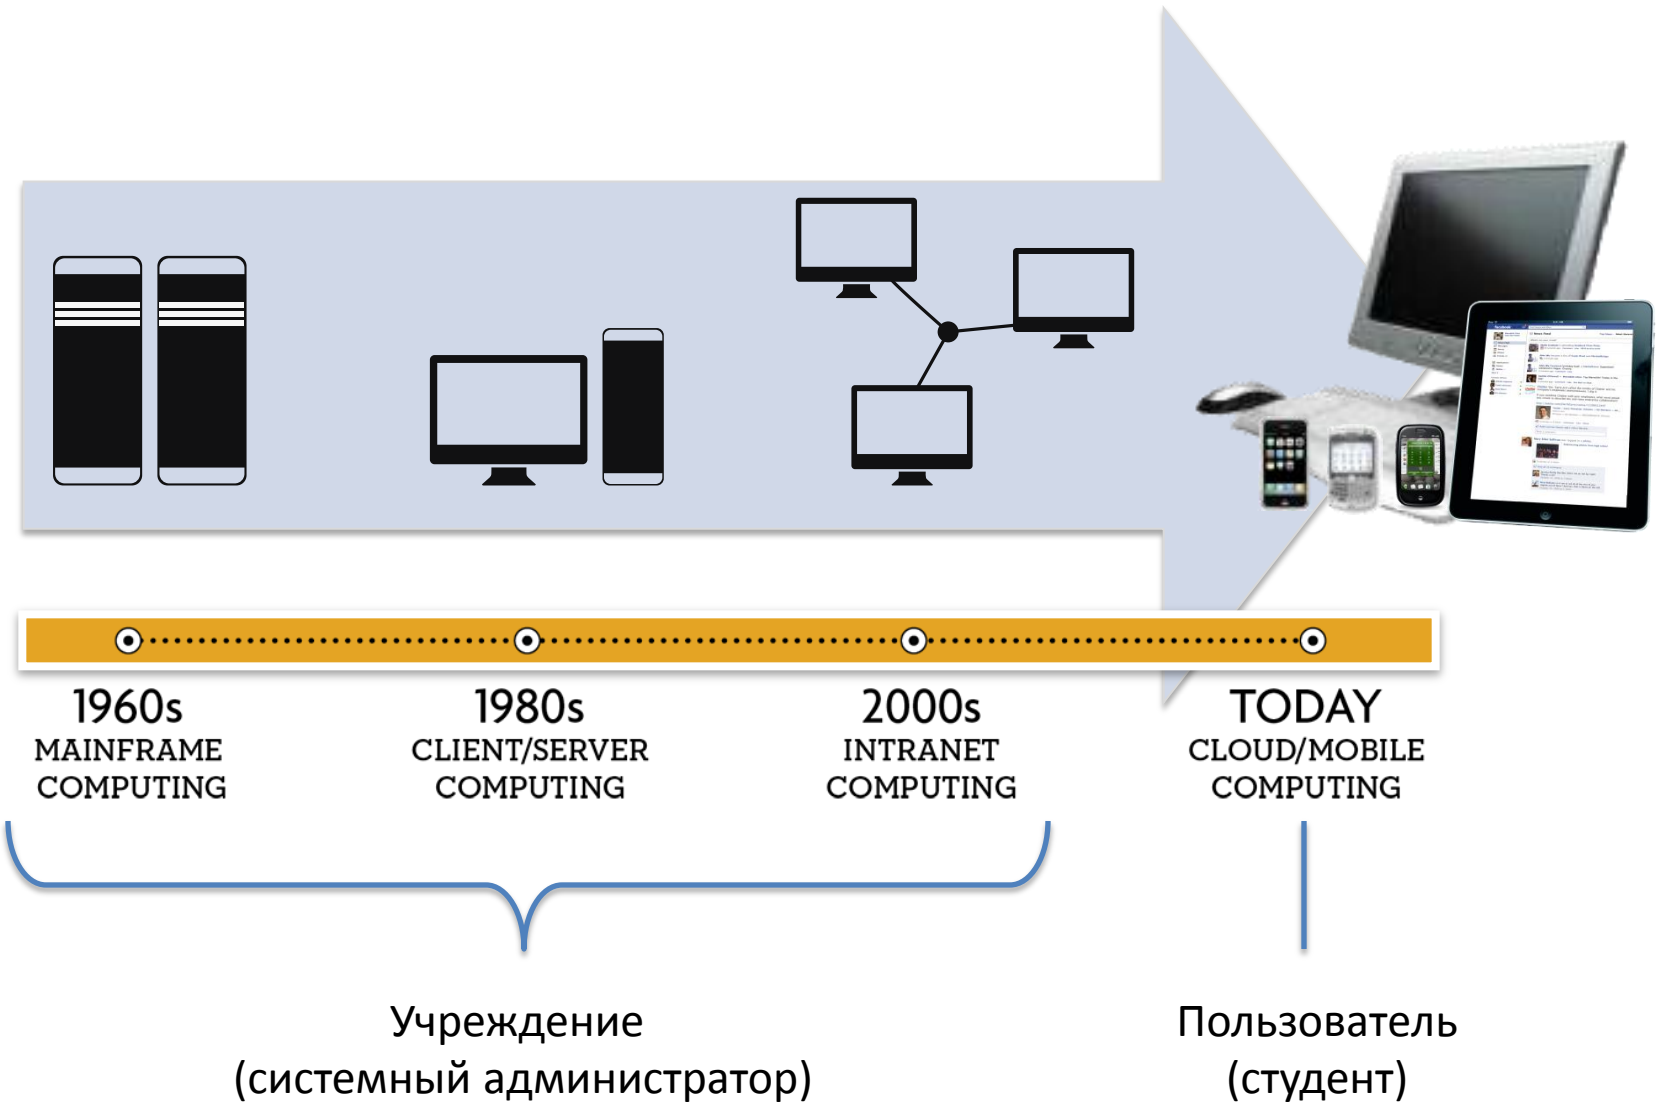 1960s
MAINFRAME
COMPUTING
1980s
CLIENT/SERVER
COMPUTING
2000s
INTRANET
COMPUTING
TODAY
CLOUD/MOBILE
COMPUTING
Учреждение
(системный администратор)
Пользователь
(студент)